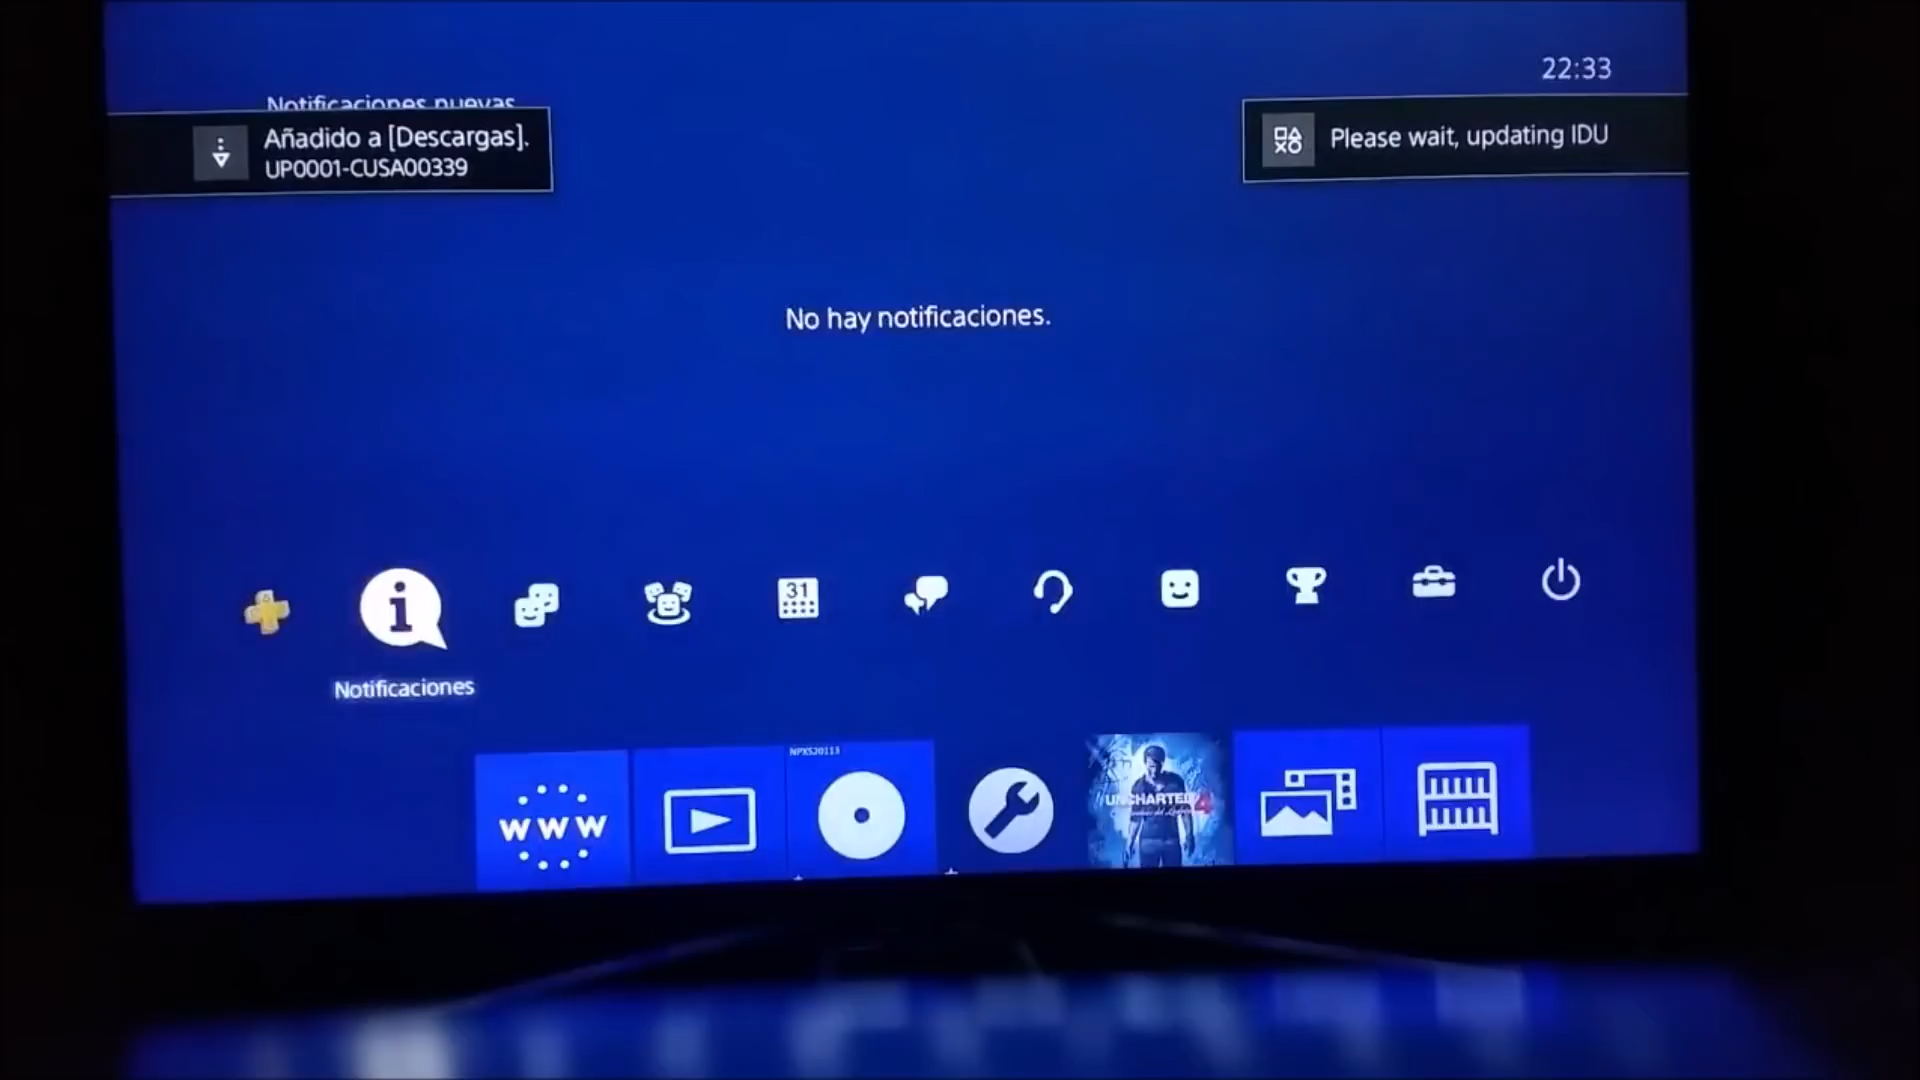 22:33
Notificaciones nuevas
Añadido a [Descargas].
UP0001-CUSA00339
Please wait, updating IDU
No hay notificaciones.
31
Notificaciones
www
NPXS20113
UNCHARTED 4